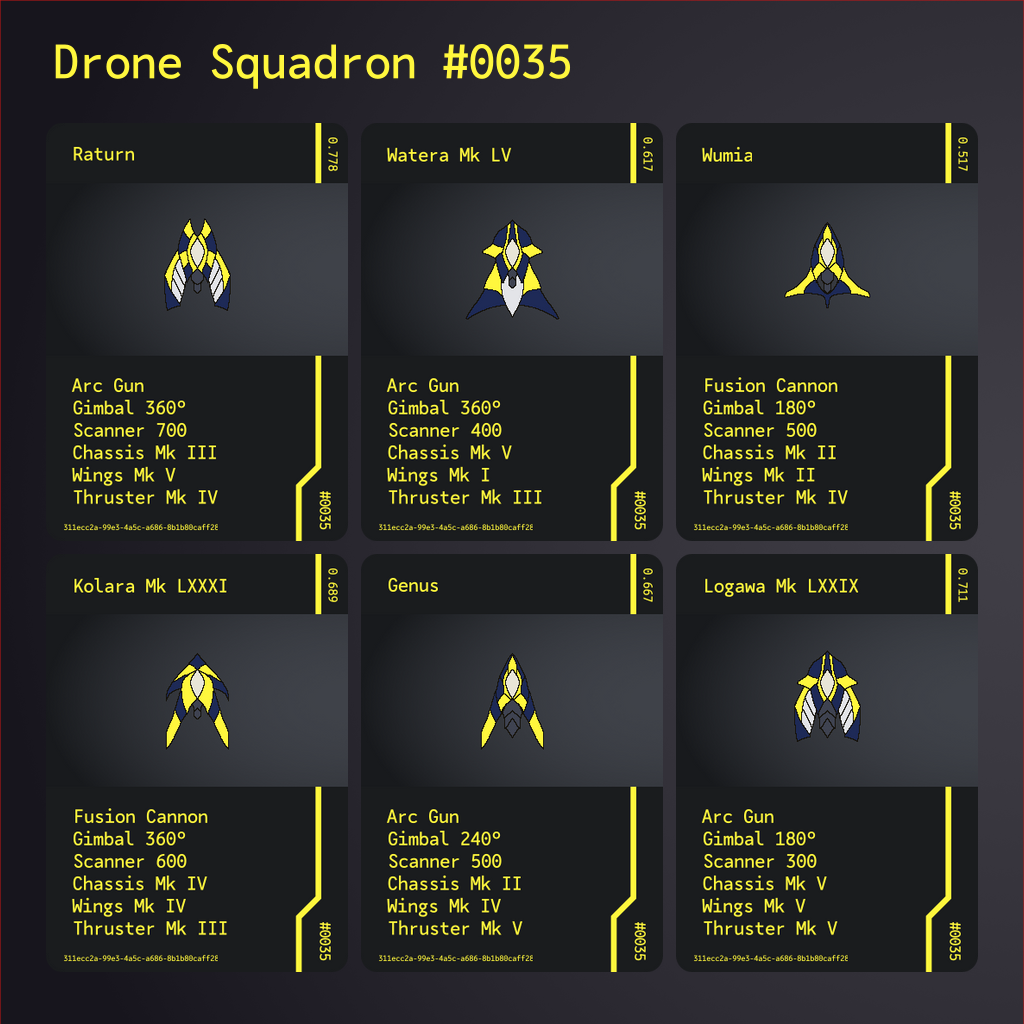 Drone Squadron #0035
Raturn
0.778
Arc Gun
Gimbal 360º
Scanner 700
Chassis Mk III
Wings Mk V
Thruster Mk IV
#0035
311ecc2a-99e3-4a5c-a686-8b1b80caff28
Watera Mk LV
0.617
Arc Gun
Gimbal 360º
Scanner 400
Chassis Mk V
Wings Mk I
Thruster Mk III
#0035
311ecc2a-99e3-4a5c-a686-8b1b80caff28
Wumia
0.517
Fusion Cannon
Gimbal 180º
Scanner 500
Chassis Mk II
Wings Mk II
Thruster Mk IV
#0035
311ecc2a-99e3-4a5c-a686-8b1b80caff28
Kolara Mk LXXXI
0.689
Fusion Cannon
Gimbal 360º
Scanner 600
Chassis Mk IV
Wings Mk IV
Thruster Mk III
#0035
311ecc2a-99e3-4a5c-a686-8b1b80caff28
Genus
0.667
Arc Gun
Gimbal 240º
Scanner 500
Chassis Mk II
Wings Mk IV
Thruster Mk V
#0035
311ecc2a-99e3-4a5c-a686-8b1b80caff28
Logawa Mk LXXIX
0.711
Arc Gun
Gimbal 180º
Scanner 300
Chassis Mk V
Wings Mk V
Thruster Mk V
#0035
311ecc2a-99e3-4a5c-a686-8b1b80caff28